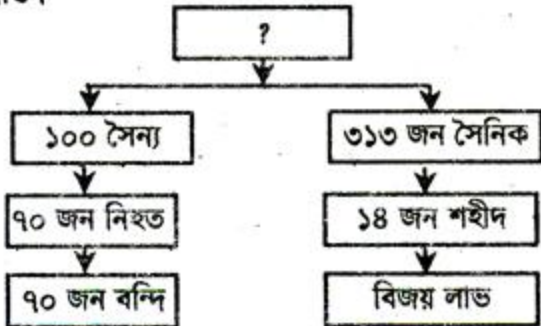 ?
১০০ সৈন্য
৩১৩ জন সৈনিক
৭০ জন নিহত
১৪ জন শহীদ
৭০ জন বন্দি
বিজয় লাভ